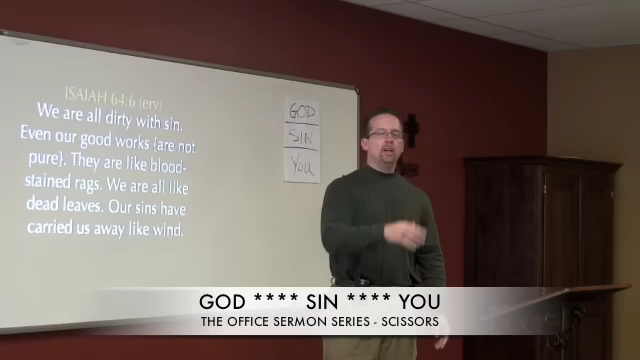 ISAIAH 64:6 (erv)
We are all dirty with sin.
Even our good works {are not
pure}. They are like blood-
stained rags. We are all like
dead leaves. Our sins have
carried us away like wind.
GOD
SIN
YOU
GOD **** SIN **** YOU
THE OFFICE SERMON SERIES - SCISSORS